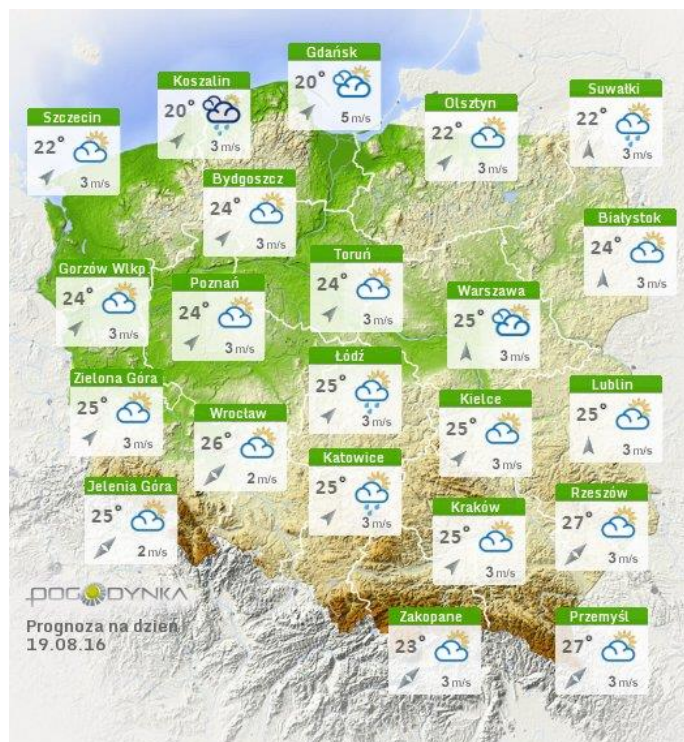 Gdańsk
20°
5 m/s
Koszalin
20°
3 m/s
Suwałki
22°
3 m/s
Olsztyn
22°
3 m/s
Szczecin
22°
3 m/s
Bydgoszcz
24°
3 m/s
Białystok
24°
3 m/s
Toruń
24°
3 m/s
Gorzów Wlkp.
24°
3 m/s
Poznań
24°
3 m/s
Warszawa
25°
3 m/s
Łódź
25°
3 m/s
Zielona Góra
25°
3 m/s
Lublin
25°
3 m/s
Kielce
25°
3 m/s
Wrocław
26°
2 m/s
Katowice
25°
3 m/s
Jelenia Góra
25°
2 m/s
Rzeszów
27°
3 m/s
Kraków
25°
3 m/s
POGODYNKA
Prognoza na dzień
19.08.16
Zakopane
23°
3 m/s
Przemyśl
27°
3 m/s